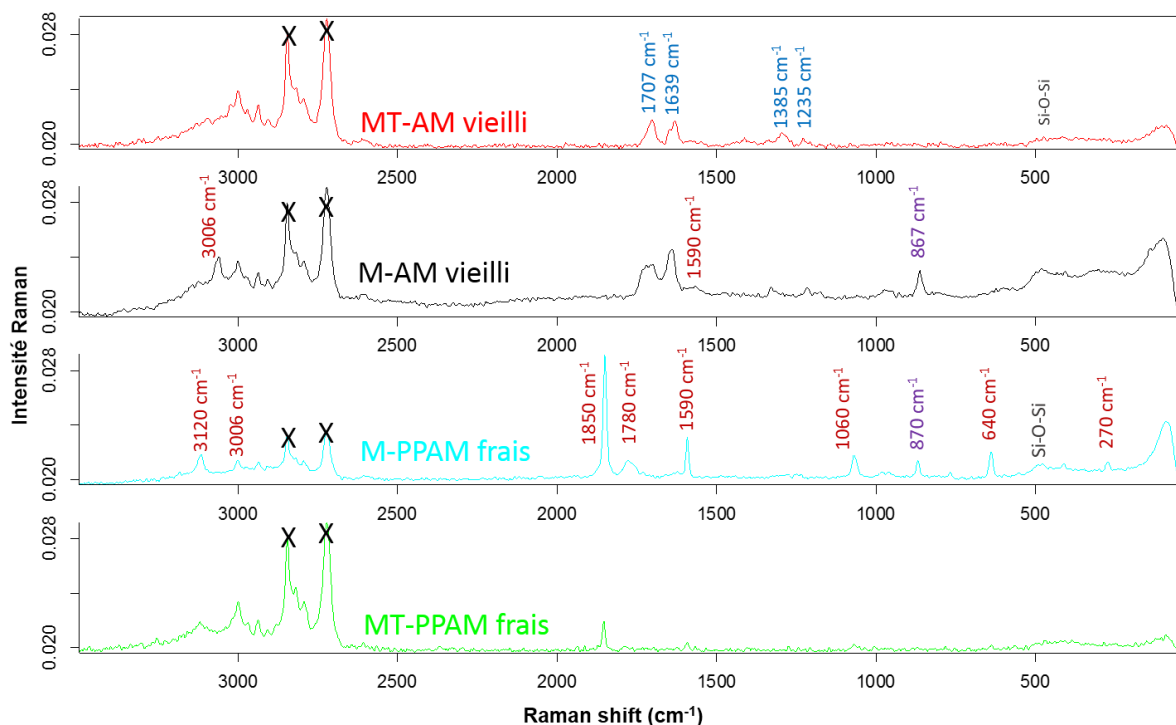 Intensité Raman
0.028
0.020
X X
MT-AM vieilli
1707 cm⁻¹
1639 cm⁻¹
1385 cm⁻¹
1235 cm⁻¹
Si-O-Si
3000 2500 2000 1500 1000 500
0.028
0.020
3006 cm⁻¹
X X
M-AM vieilli
1590 cm⁻¹
867 cm⁻¹
3000 2500 2000 1500 1000 500
0.028
0.020
3120 cm⁻¹
3006 cm⁻¹
X X
M-PPAM frais
1850 cm⁻¹
1780 cm⁻¹
1590 cm⁻¹
1060 cm⁻¹
870 cm⁻¹
640 cm⁻¹
Si-O-Si
270 cm⁻¹
3000 2500 2000 1500 1000 500
0.028
0.020
X X
MT-PPAM frais
3000 2500 2000 1500 1000 500
Raman shift (cm⁻¹)